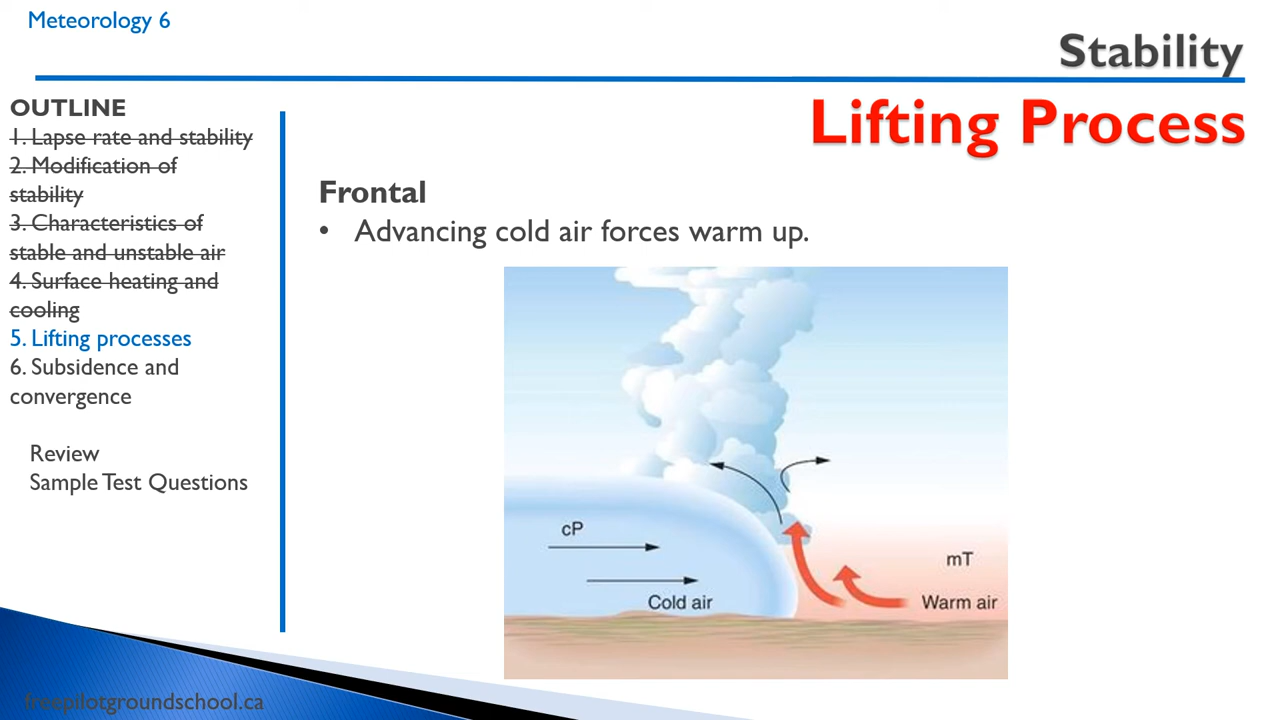 Meteorology 6
Stability
Lifting Process
OUTLINE
1. Lapse rate and stability
2. Modification of
stability
3. Characteristics of
stable and unstable air
4. Surface heating and
cooling
5. Lifting processes
6. Subsidence and
convergence
Review
Sample Test Questions
Frontal
• Advancing cold air forces warm up.
cP
mT
Cold air
Warm air
freepilotgroundschool.ca